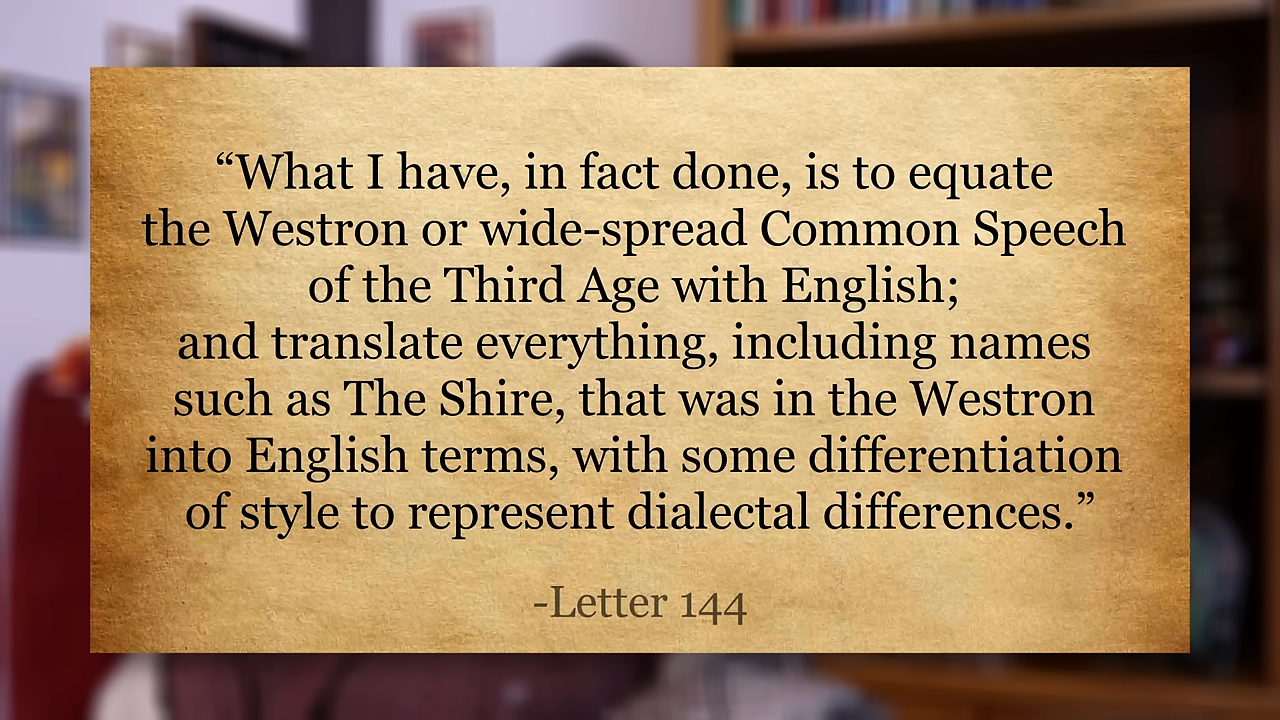 “What I have, in fact done, is to equate
the Westron or wide-spread Common Speech
of the Third Age with English;
and translate everything, including names
such as The Shire, that was in the Westron
into English terms, with some differentiation
of style to represent dialectal differences.”
-Letter 144